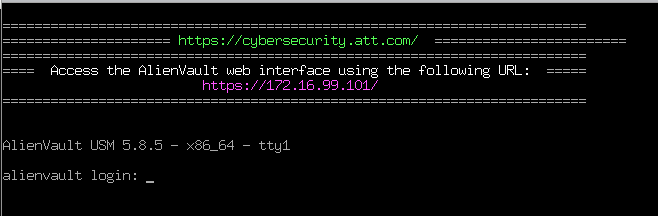 ==========================================================================
===================== https://cybersecurity.att.com/ ========================
==========================================================================
==== Access the AlienVault web interface using the following URL: =====
https://172.16.99.101/
==========================================================================
AlienVault USM 5.8.5 - x86_64 - tty1
alienvault login: _